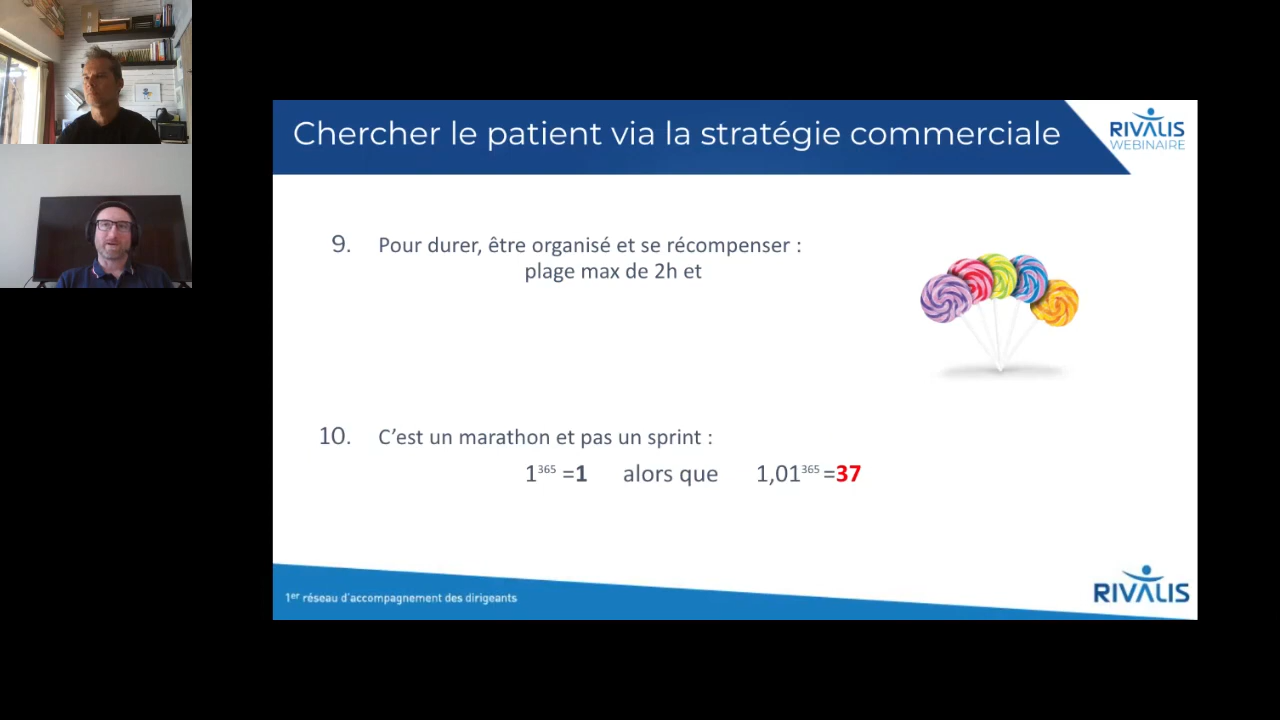 Chercher le patient via la stratégie commerciale
RIVALIS
WEBINAIRE
9. Pour durer, être organisé et se récompenser :
plage max de 2h et
10. C’est un marathon et pas un sprint :
1³⁶⁵ =1 alors que 1,01³⁶⁵ =37
1er réseau d’accompagnement des dirigeants
RIVALIS